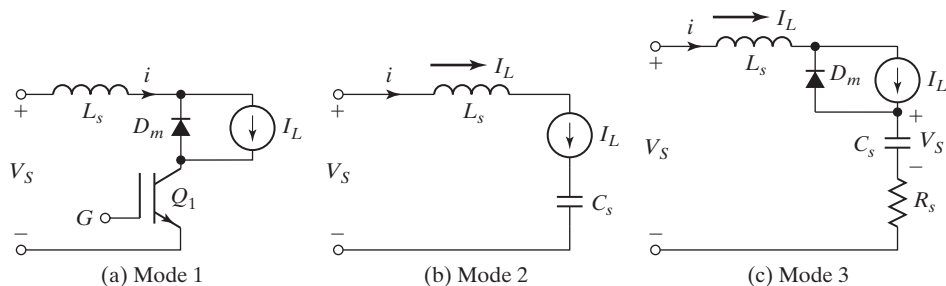 i
L_s
D_m
I_L
+
V_S
G
Q_1
−
(a) Mode 1
I_L
i
L_s
+
I_L
V_S
C_s
−
(b) Mode 2
I_L
i
L_s
+
D_m
I_L
+
C_s
V_S
−
V_S
R_s
−
(c) Mode 3